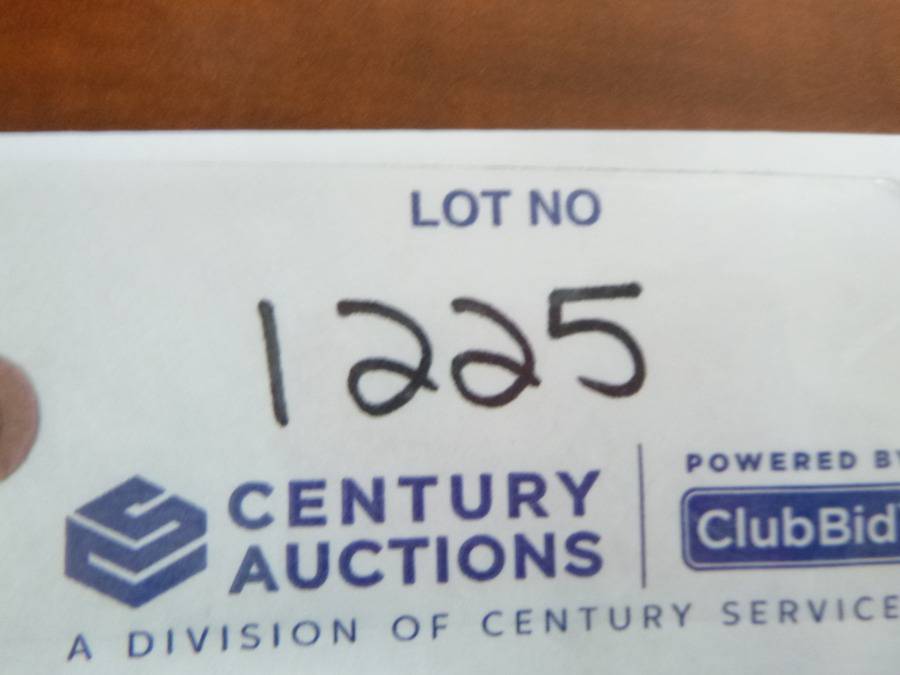 LOT NO
1225
CENTURY
AUCTIONS
POWERED BY
ClubBid
A DIVISION OF CENTURY SERVICE